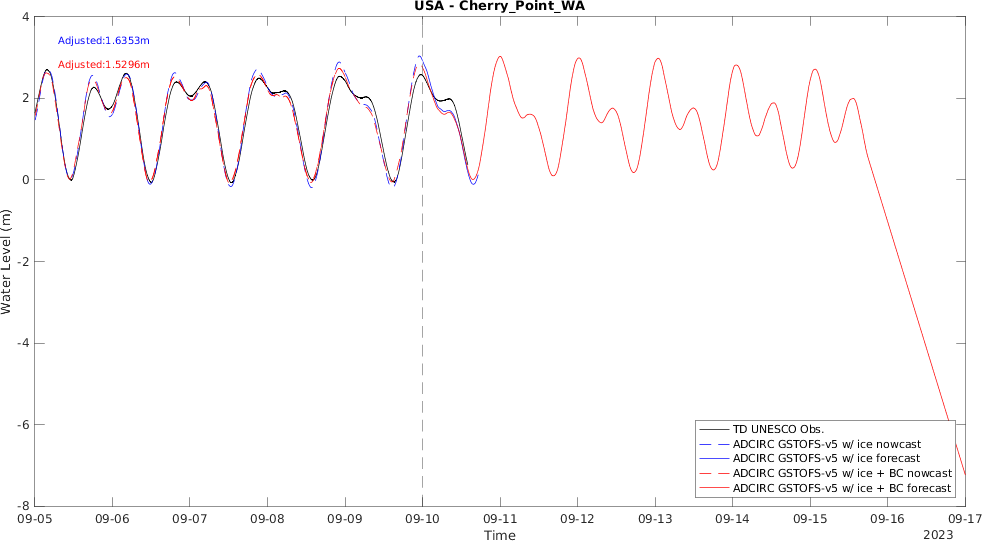 USA - Cherry_Point_WA
Adjusted:1.6353m
Adjusted:1.5296m
Water Level (m)
4
2
0
-2
-4
-6
-8
TD UNESCO Obs.
ADCIRC GSTOFS-v5 w/ ice nowcast
ADCIRC GSTOFS-v5 w/ ice forecast
ADCIRC GSTOFS-v5 w/ ice + BC nowcast
ADCIRC GSTOFS-v5 w/ ice + BC forecast
09-05 09-06 09-07 09-08 09-09 09-10 09-11 09-12 09-13 09-14 09-15 09-16 09-17
Time
2023